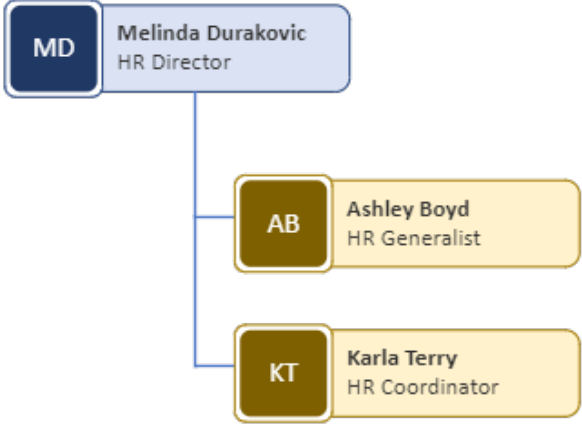 MD
Melinda Durakovic
HR Director
AB
Ashley Boyd
HR Generalist
KT
Karla Terry
HR Coordinator